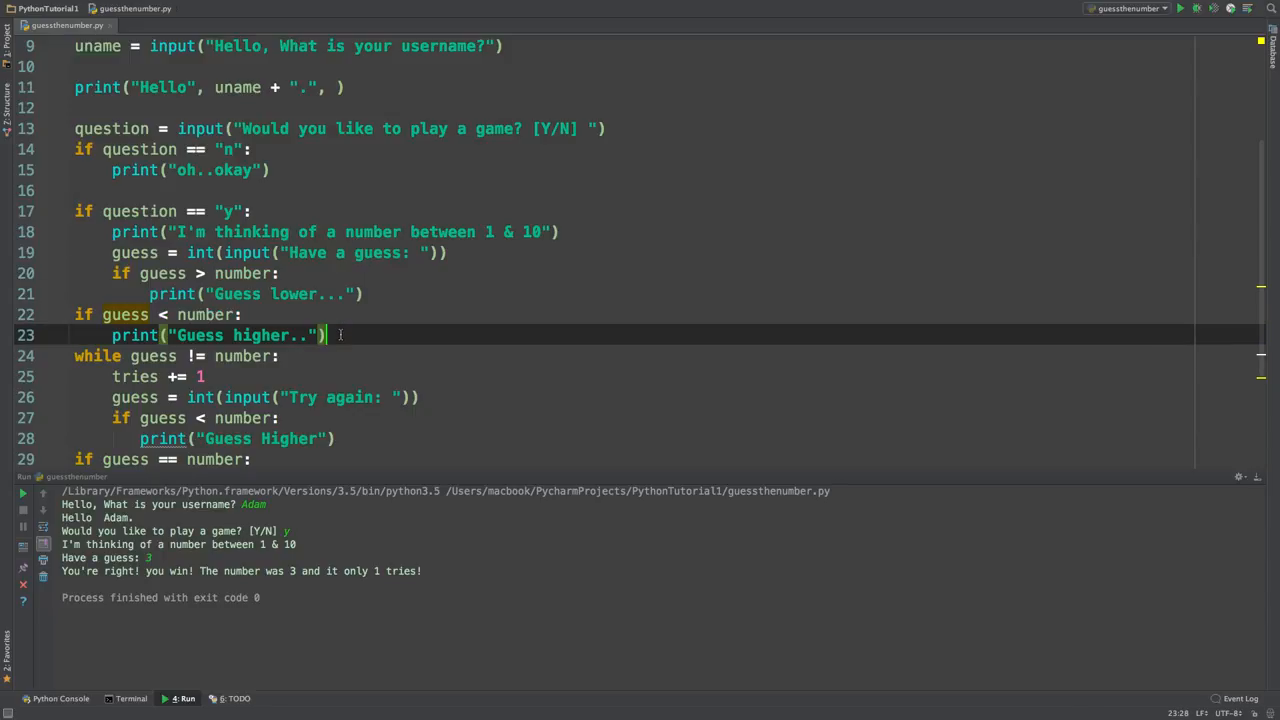 PythonTutorial1 guessthenumber.py guessthenumber
guessthenumber.py
1: Project
Z: Structure
2: Favorites
Database
9 uname = input("Hello, What is your username?")
10
11 print("Hello", uname + ".", )
12
13 question = input("Would you like to play a game? [Y/N] ")
14 if question == "n":
15 print("oh..okay")
16
17 if question == "y":
18 print("I'm thinking of a number between 1 & 10")
19 guess = int(input("Have a guess: "))
20 if guess > number:
21 print("Guess lower...")
22 if guess < number:
23 print("Guess higher..")
24 while guess != number:
25 tries += 1
26 guess = int(input("Try again: "))
27 if guess < number:
28 print("Guess Higher")
29 if guess == number:
Run guessthenumber
/Library/Frameworks/Python.framework/Versions/3.5/bin/python3.5 /Users/macbook/PycharmProjects/PythonTutorial1/guessthenumber.py
Hello, What is your username? Adam
Hello  Adam.
Would you like to play a game? [Y/N] y
I'm thinking of a number between 1 & 10
Have a guess: 3
You're right! you win! The number was 3 and it only 1 tries!
Process finished with exit code 0
Python Console Terminal 4: Run 6: TODO Event Log
23:28 LF÷ UTF-8÷